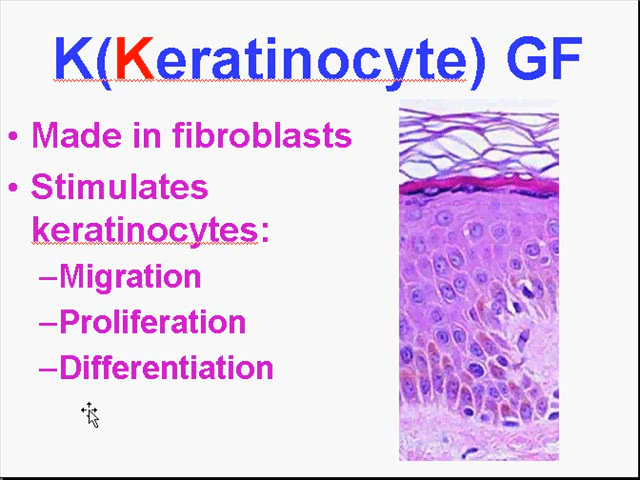 K(Keratinocyte) GF
• Made in fibroblasts
• Stimulates
keratinocytes:
–Migration
–Proliferation
–Differentiation